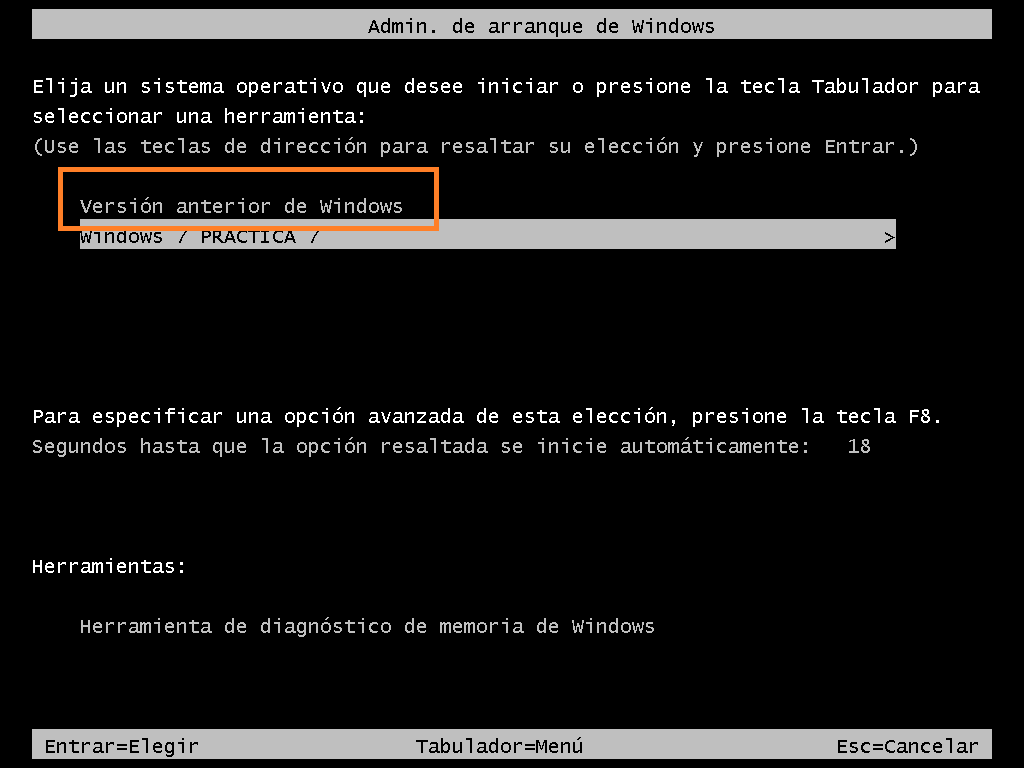 Admin. de arranque de Windows
Elija un sistema operativo que desee iniciar o presione la tecla Tabulador para
seleccionar una herramienta:
(Use las teclas de dirección para resaltar su elección y presione Entrar.)
Versión anterior de Windows
Windows 7 PRACTICA 7 >
Para especificar una opción avanzada de esta elección, presione la tecla F8.
Segundos hasta que la opción resaltada se inicie automáticamente: 18
Herramientas:
Herramienta de diagnóstico de memoria de Windows
Entrar=Elegir Tabulador=Menú Esc=Cancelar